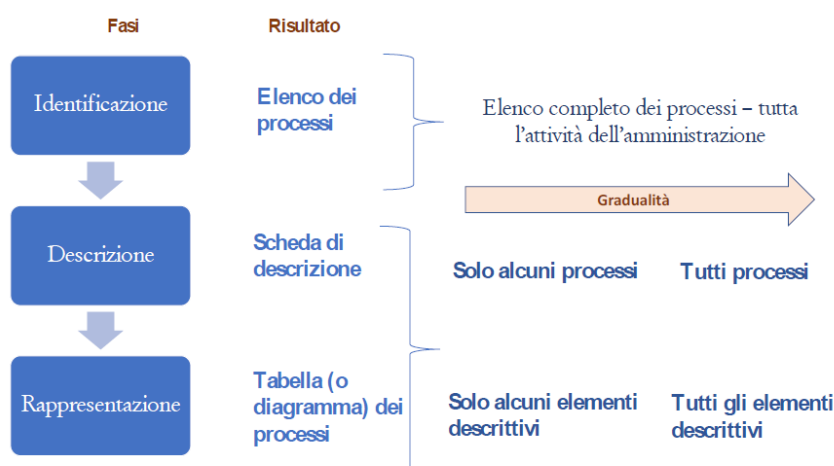 Fasi
Risultato
Identificazione
Elenco dei
processi
Elenco completo dei processi – tutta
l'attività dell'amministrazione
Gradualità
Descrizione
Scheda di
descrizione
Solo alcuni processi
Tutti processi
Rappresentazione
Tabella (o
diagramma) dei
processi
Solo alcuni elementi
descrittivi
Tutti gli elementi
descrittivi